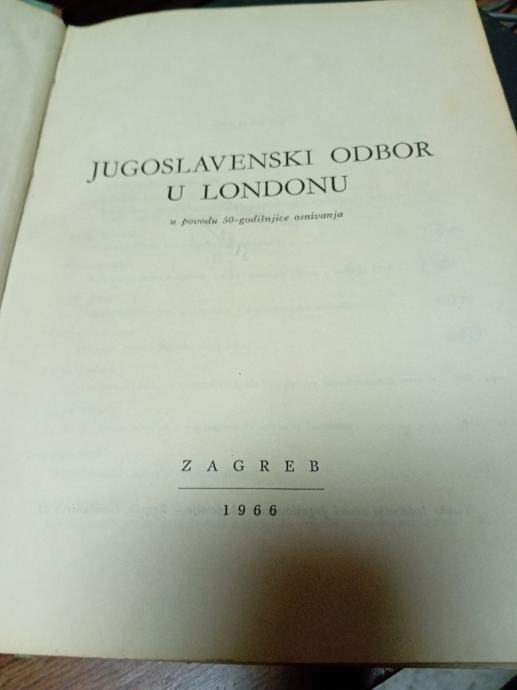 JUGOSLAVENSKI ODBOR
U LONDONU
u povodu 50-godišnjice osnivanja
ZAGREB
1966